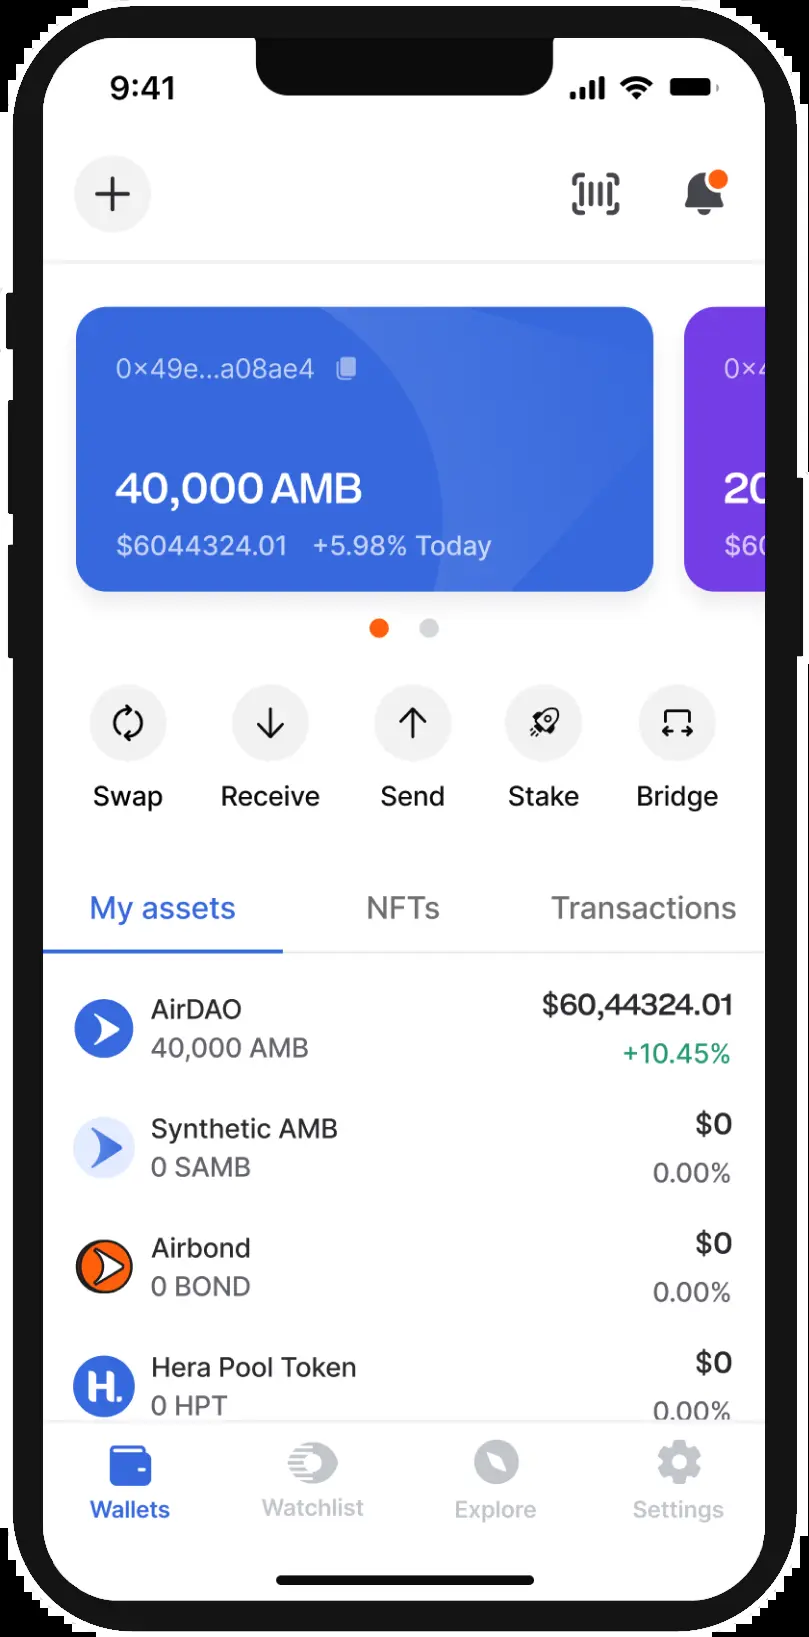 9:41
0×49e...a08ae4
0×4
40,000 AMB
20
$6044324.01 +5.98% Today
$60
Swap Receive Send Stake Bridge
My assets NFTs Transactions
AirDAO $60,44324.01
40,000 AMB +10.45%
Synthetic AMB $0
0 SAMB 0.00%
Airbond $0
0 BOND 0.00%
H. Hera Pool Token $0
0 HPT 0.00%
Wallets Watchlist Explore Settings